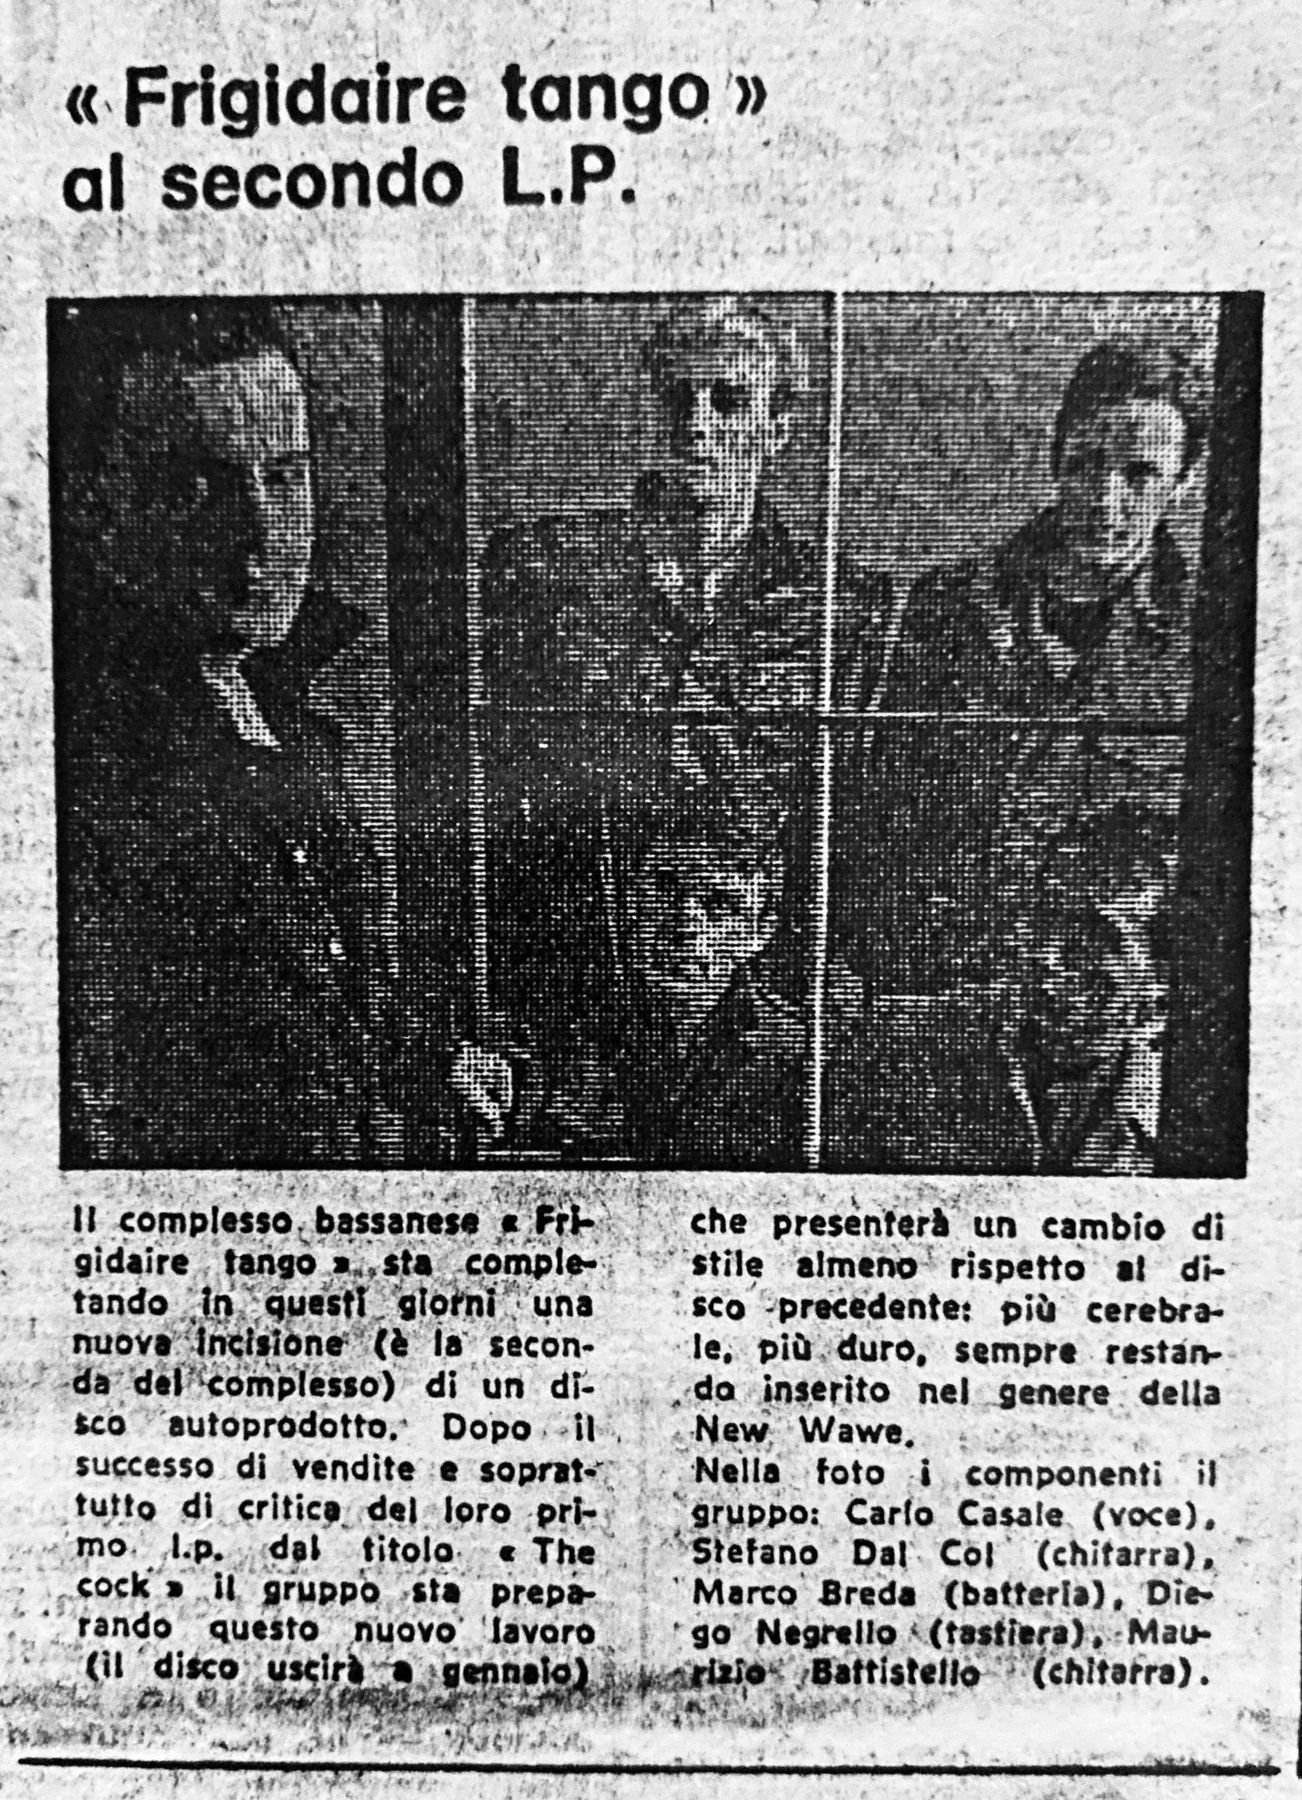 « Frigidaire tango »
al secondo L.P.
Il complesso bassanese « Fri-
gidaire tango » sta comple-
tando in questi giorni una
nuova incisione (è la secon-
da del complesso) di un di-
sco autoprodotto. Dopo il
successo di vendite e soprat-
tutto di critica del loro pri-
mo l.p. dal titolo « The
cock » il gruppo sta prepa-
rando questo nuovo lavoro
(il disco uscirà a gennaio)
che presenterà un cambio di
stile almeno rispetto al di-
sco precedente: più cerebra-
le, più duro, sempre restan-
do inserito nel genere della
New Wawe.
Nella foto i componenti il
gruppo: Carlo Casale (voce),
Stefano Dal Col (chitarra),
Marco Breda (batteria), Die-
go Negrello (tastiera), Mau-
rizio Battistello (chitarra).